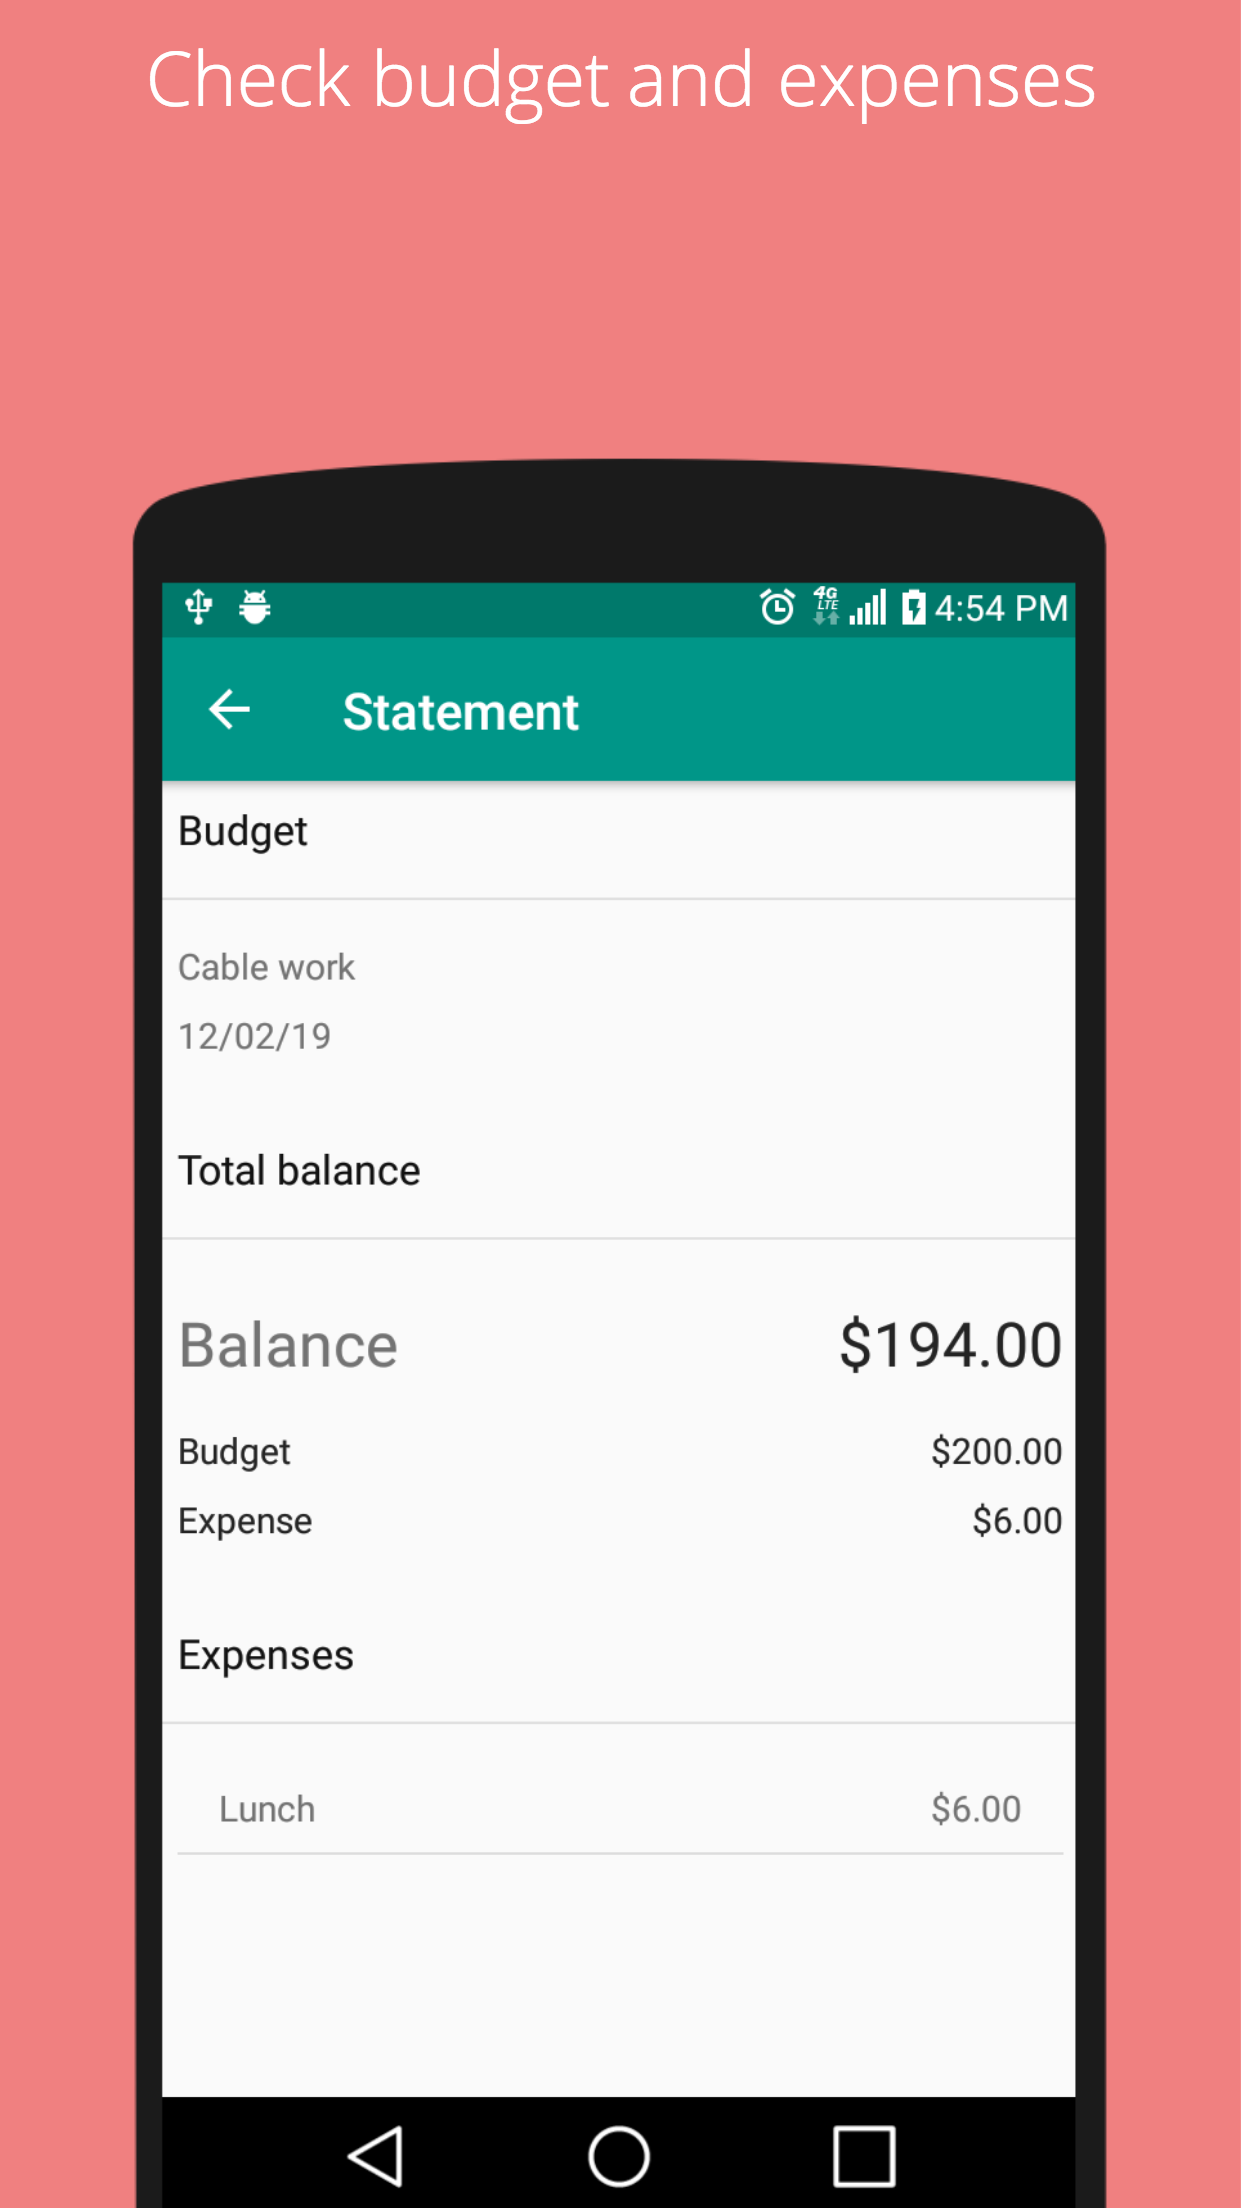 Check budget and expenses
4G LTE 4:54 PM
Statement
Budget
Cable work
12/02/19
Total balance
Balance $194.00
Budget $200.00
Expense $6.00
Expenses
Lunch $6.00